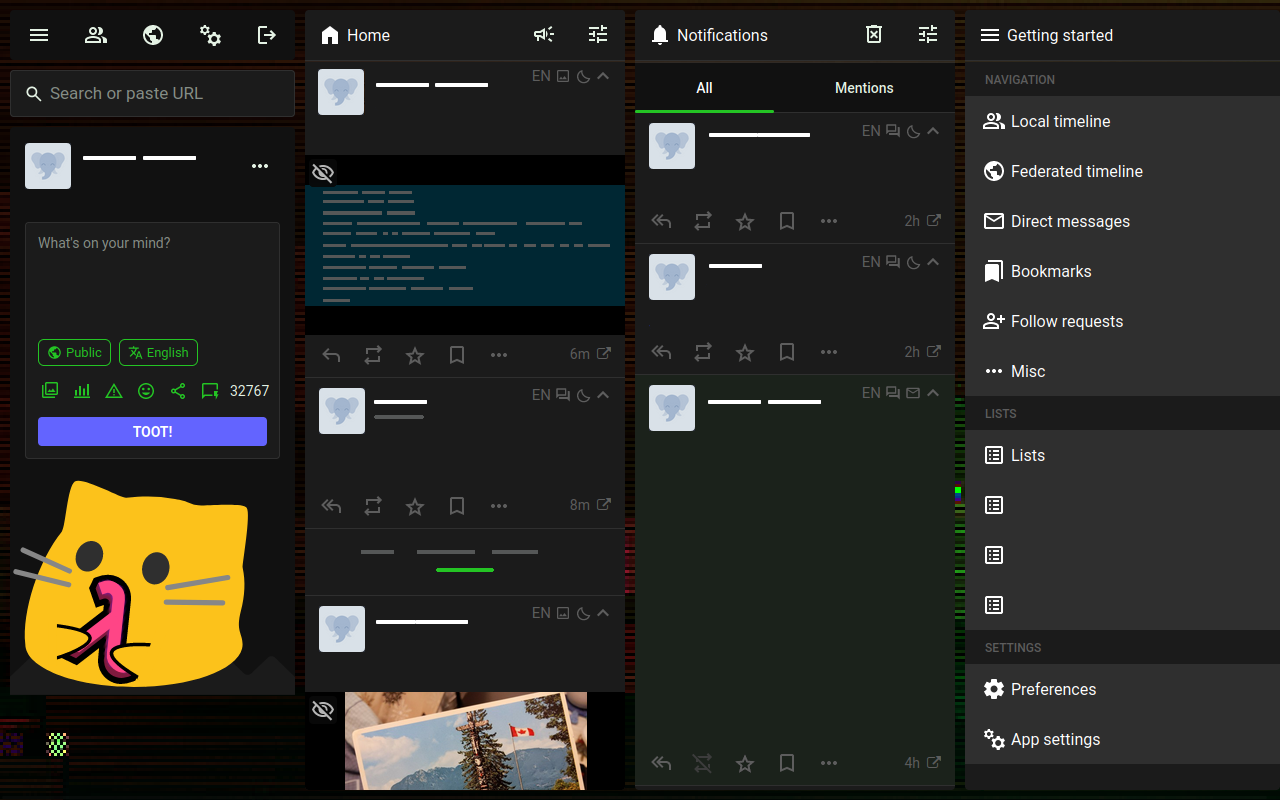 Search or paste URL
What's on your mind?
Public
English
32767
TOOT!
Home
EN
6m
EN
8m
EN
Notifications
All
Mentions
EN
2h
EN
2h
EN
4h
Getting started
NAVIGATION
Local timeline
Federated timeline
Direct messages
Bookmarks
Follow requests
Misc
LISTS
Lists
SETTINGS
Preferences
App settings